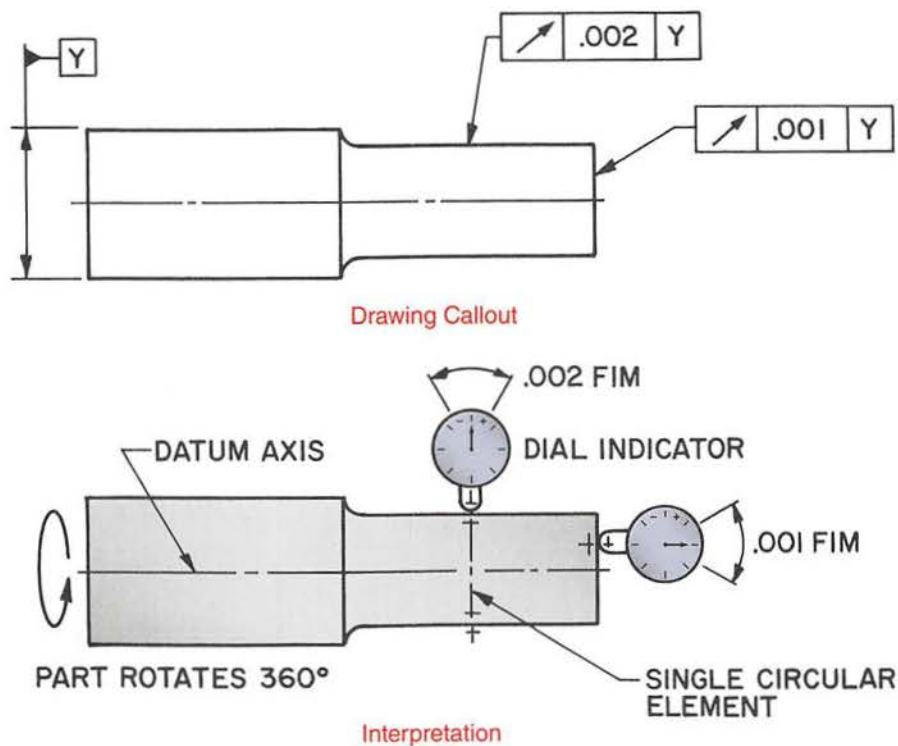 .002 Y
Y
.001 Y
Drawing Callout
.002 FIM
DATUM AXIS
DIAL INDICATOR
.001 FIM
PART ROTATES 360°
SINGLE CIRCULAR
ELEMENT
Interpretation